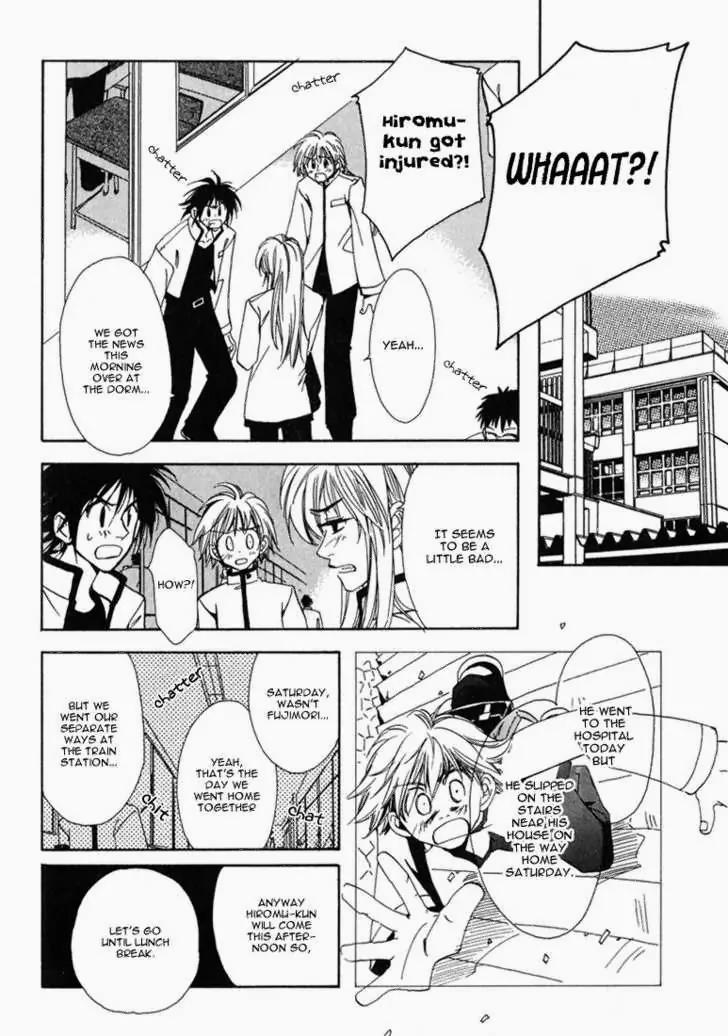 WHAAAT?!
Hiromu-
kun got
injured?!
chatter
chatter
YEAH...
WE GOT
THE NEWS
THIS
MORNING
OVER AT
THE DORM...
chatter
IT SEEMS
TO BE A
LITTLE BAD...
HOW?!
HE WENT
TO THE
HOSPITAL
TODAY
BUT
HE SLIPPED
ON THE
STAIRS
NEAR HIS
HOUSE ON
THE WAY
HOME
SATURDAY.
SATURDAY,
WASN'T
FUJIMORI...
chatter
YEAH,
THAT'S THE
DAY WE
WENT HOME
TOGETHER
BUT WE
WENT OUR
SEPARATE
WAYS AT
THE TRAIN
STATION...
chit
chat
ANYWAY
HIROMU-KUN
WILL COME
THIS AFTER-
NOON SO,
LET'S GO
UNTIL LUNCH
BREAK.